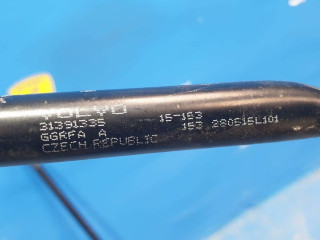 VOLVO
31391335 15-153
GGRFA A 153 280515L101
CZECH REPUBLIC